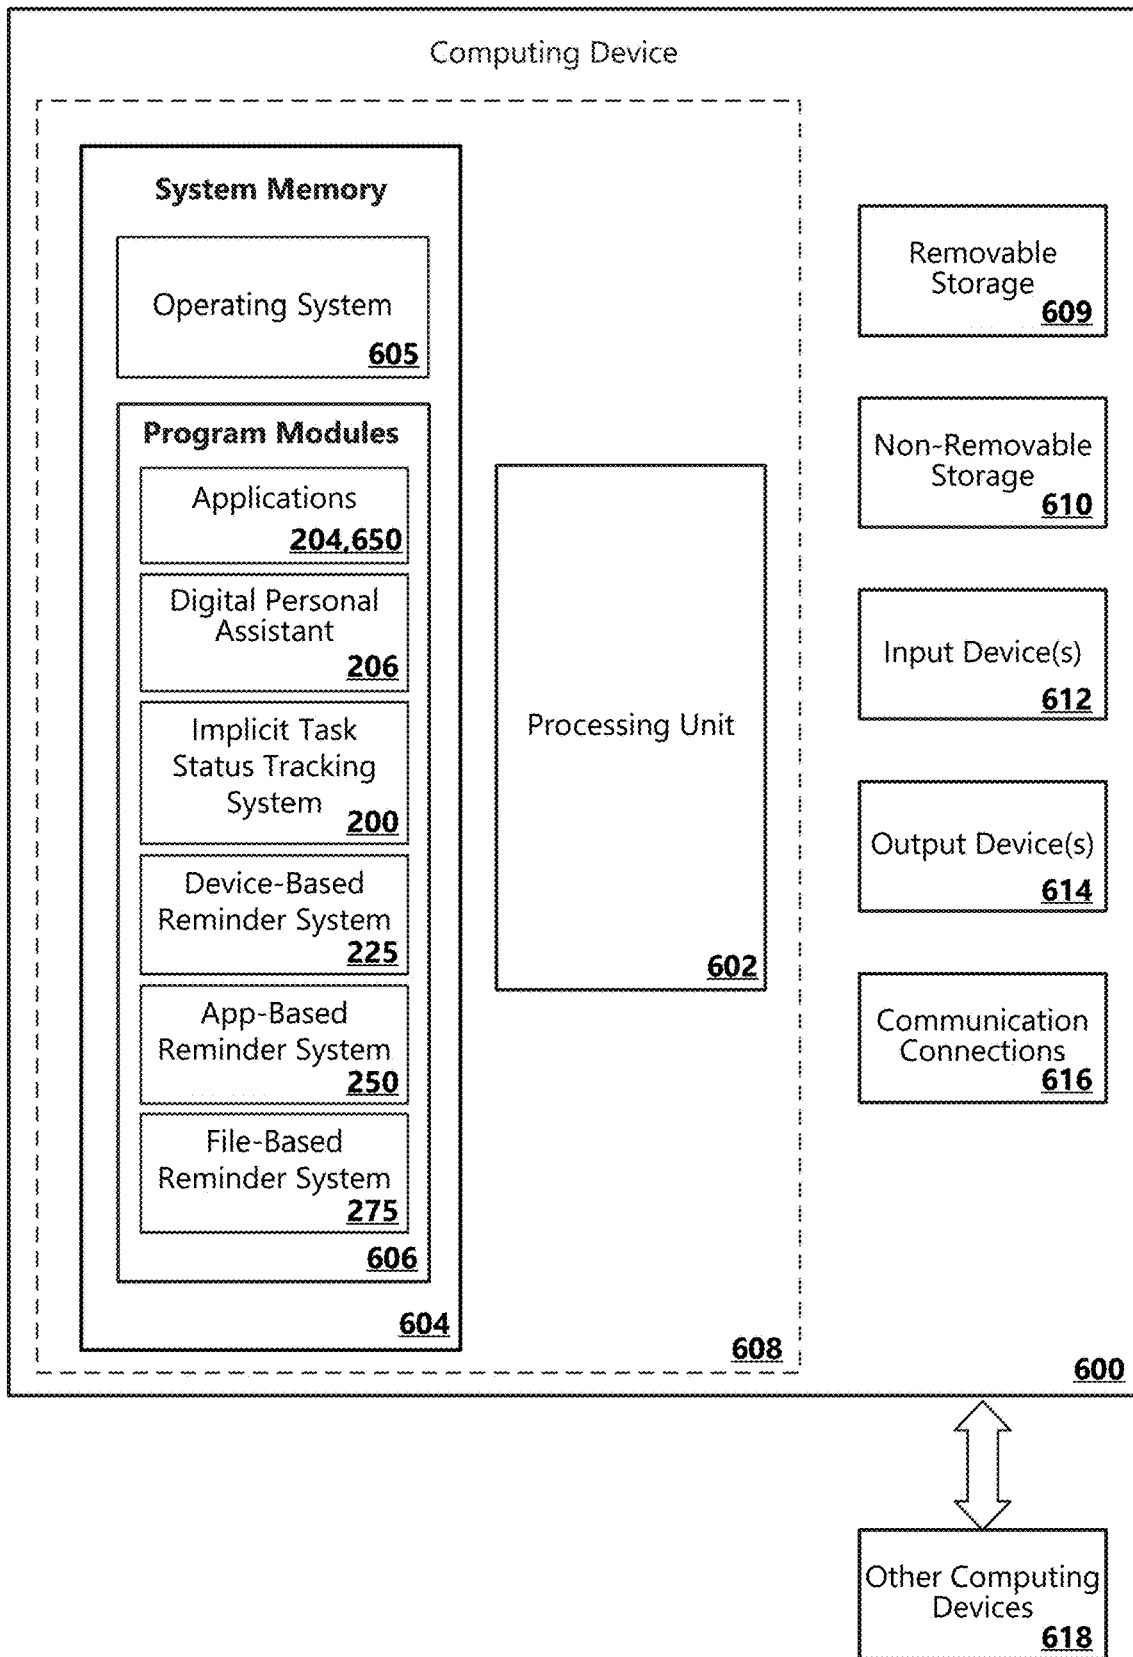 Computing Device
System Memory
Operating System
605
Program Modules
Applications
204,650
Digital Personal
Assistant
206
Implicit Task
Status Tracking
System
200
Device-Based
Reminder System
225
App-Based
Reminder System
250
File-Based
Reminder System
275
606
604
Processing Unit
602
608
Removable
Storage
609
Non-Removable
Storage
610
Input Device(s)
612
Output Device(s)
614
Communication
Connections
616
600
Other Computing
Devices
618